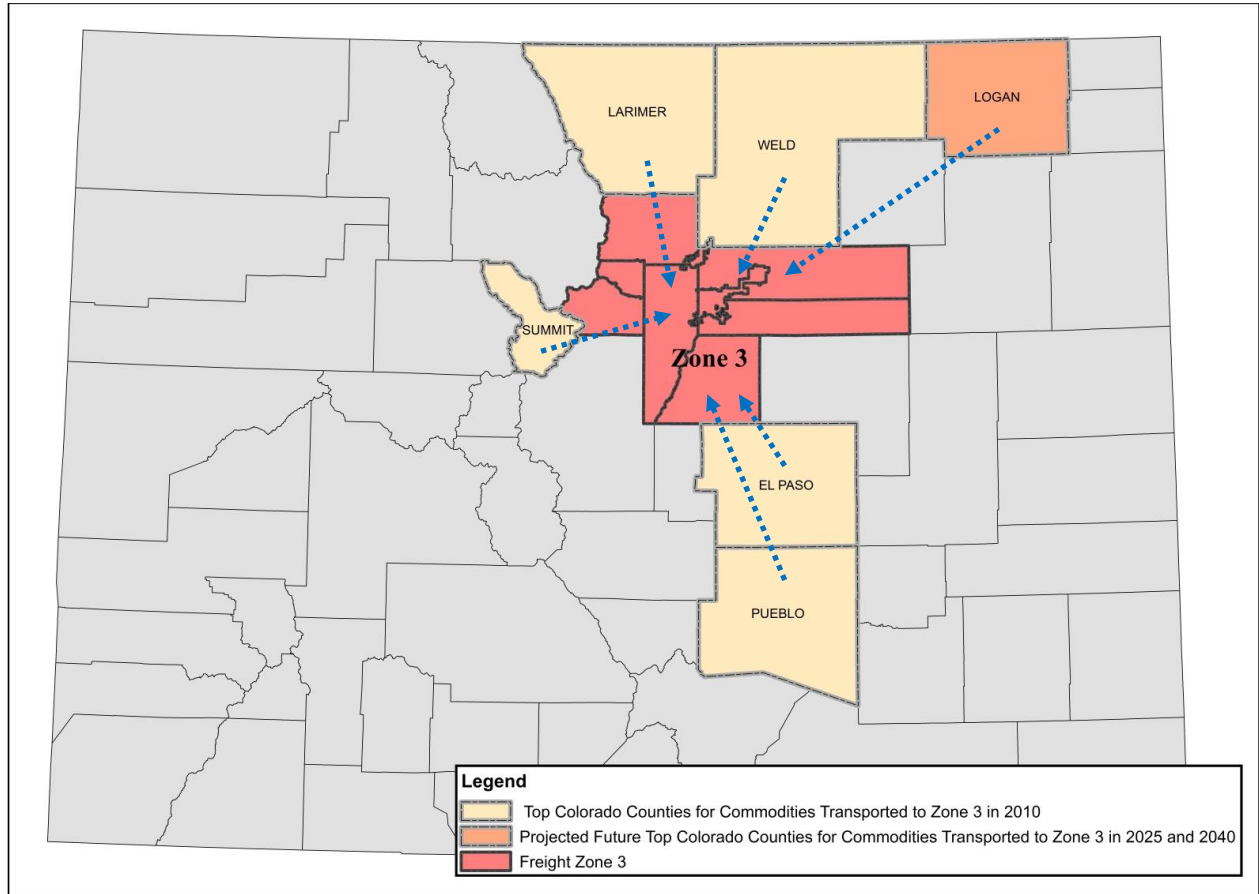 LARIMER
LOGAN
WELD
SUMMIT
Zone 3
EL PASO
PUEBLO
Legend
Top Colorado Counties for Commodities Transported to Zone 3 in 2010
Projected Future Top Colorado Counties for Commodities Transported to Zone 3 in 2025 and 2040
Freight Zone 3